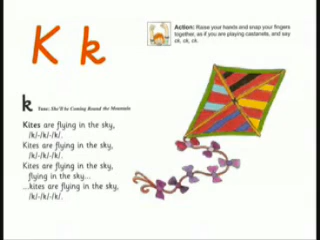 K k
Action: Raise your hands and snap your fingers
together, as if you are playing castanets, and say
ck, ck, ck.
k Tune: She'll be Coming Round the Mountain
Kites are flying in the sky,
/k/-/k/-/k/.
Kites are flying in the sky,
/k/-/k/-/k/.
Kites are flying in the sky,
flying in the sky...
...kites are flying in the sky,
/k/-/k/-/k/.